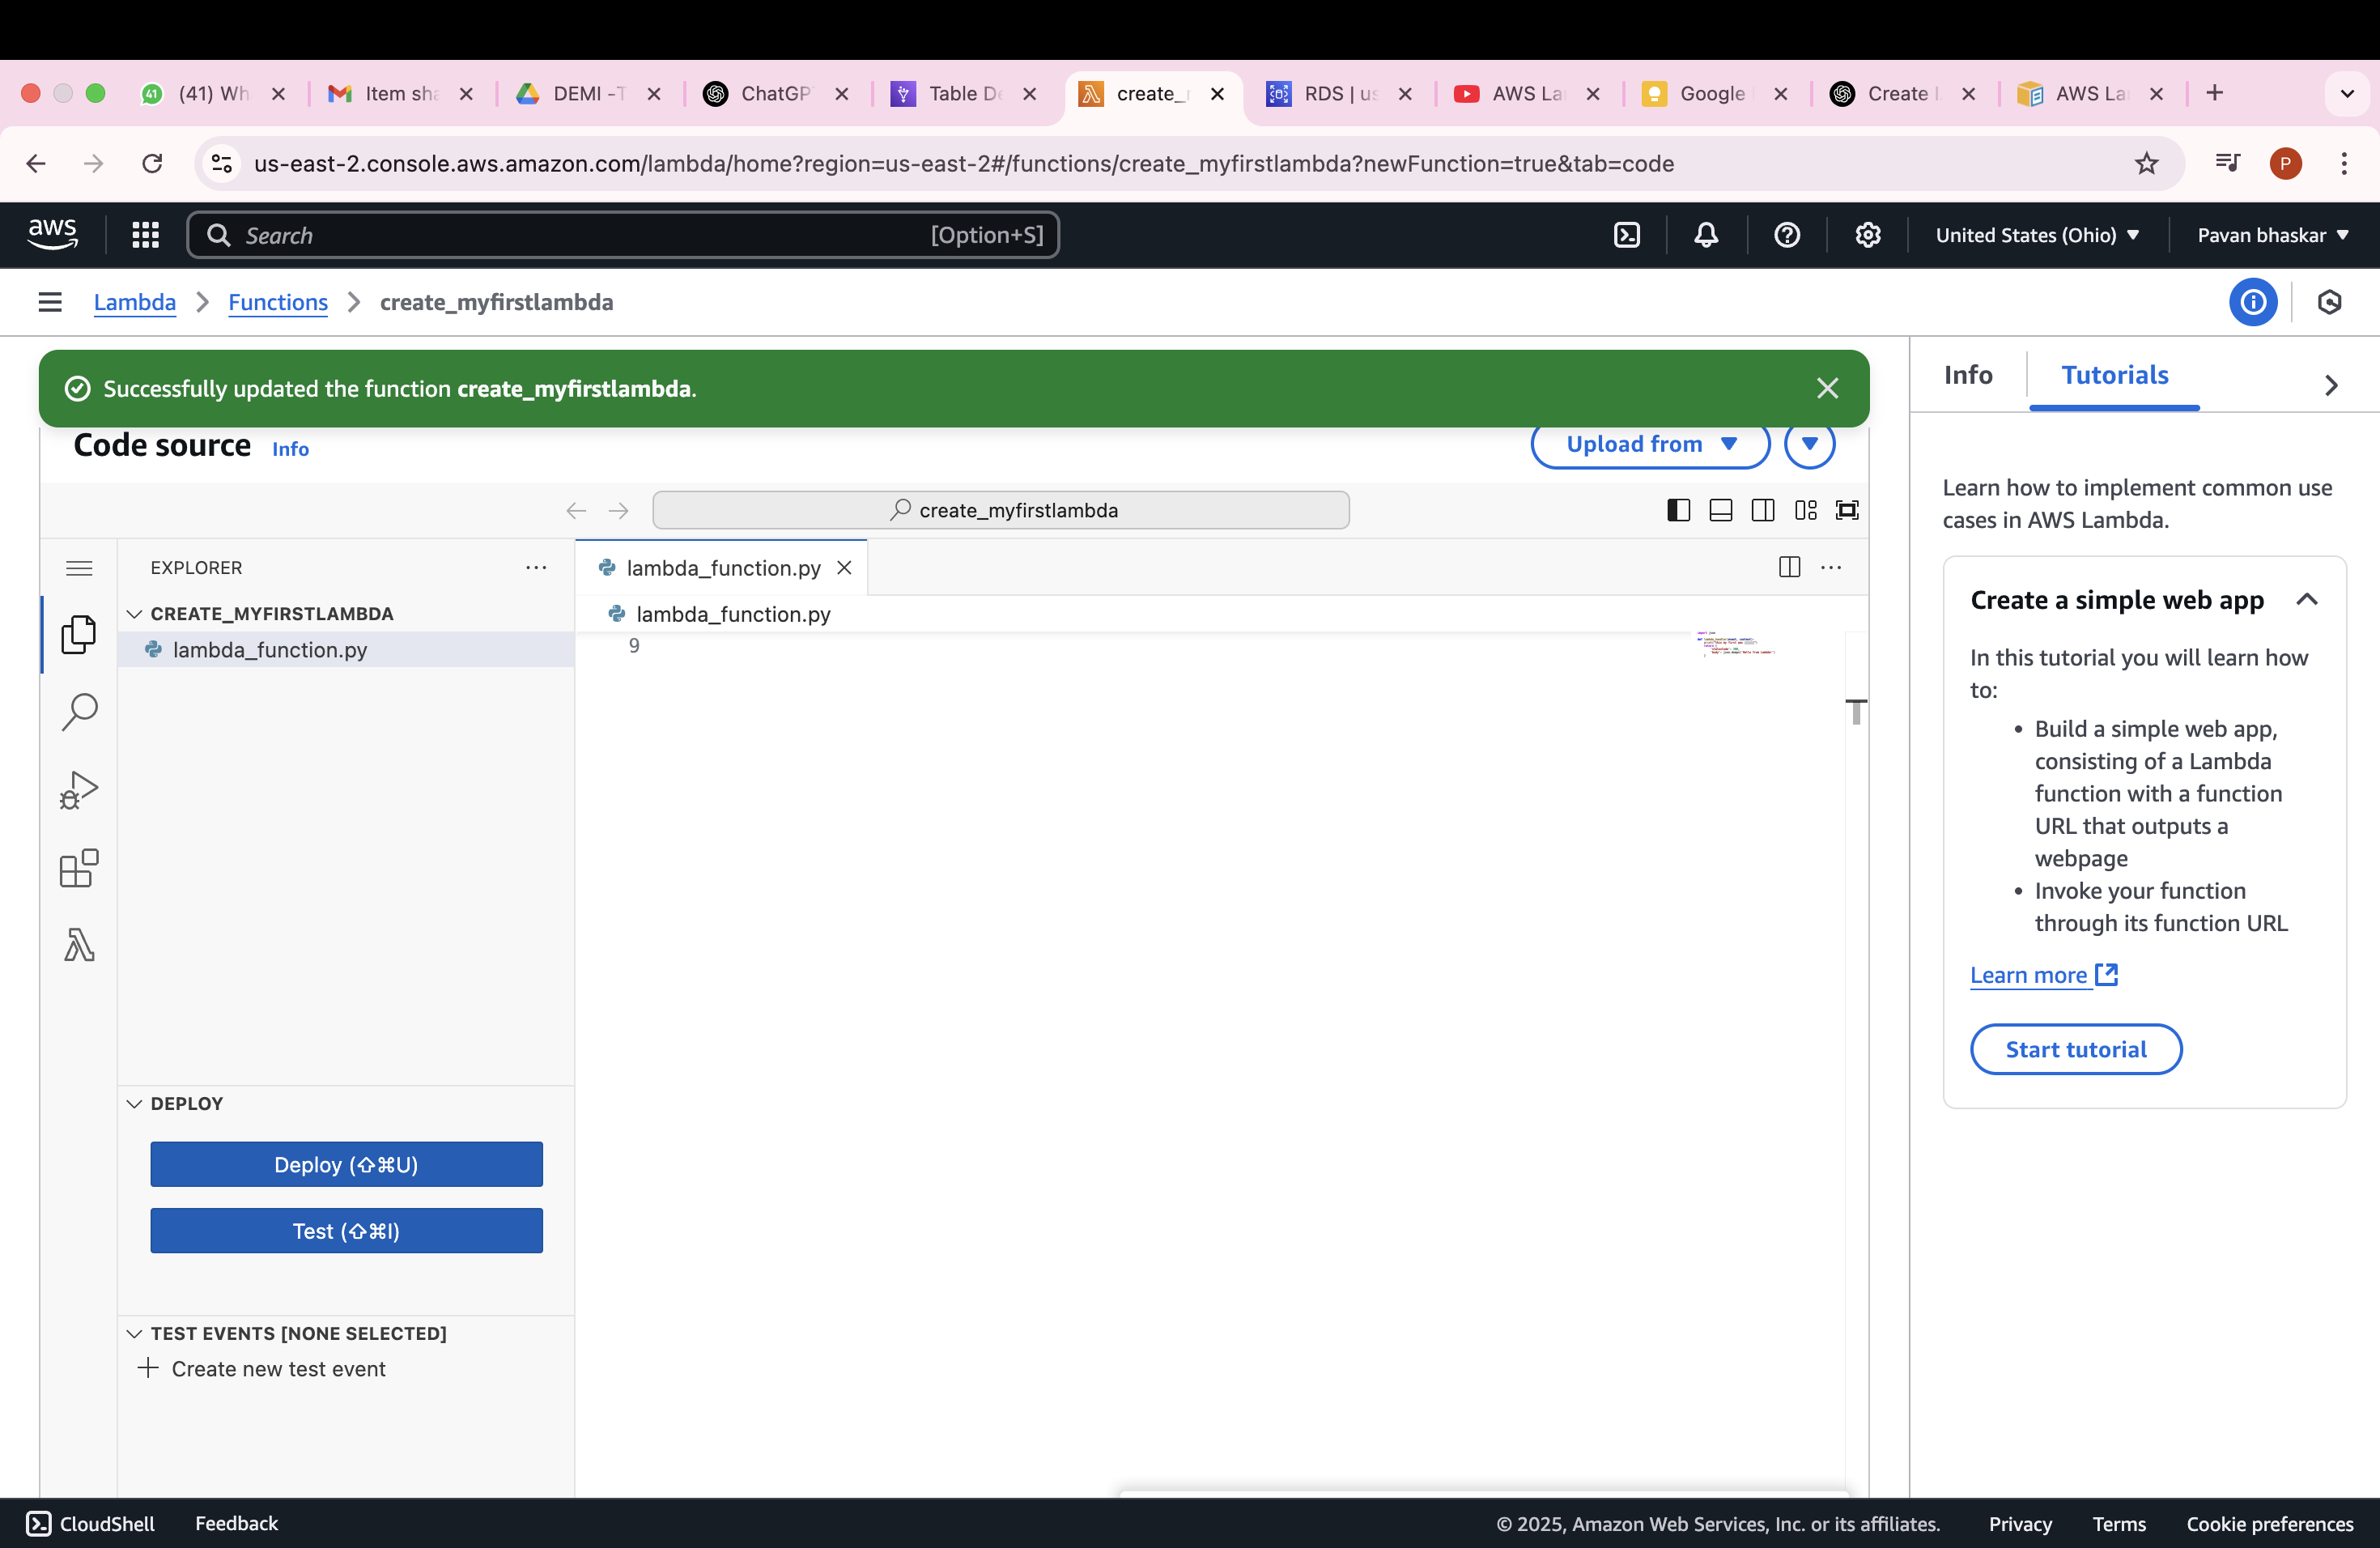 41 (41) Wh
Item sha
DEMI -T
ChatGP
Table De
create_
RDS | us
AWS La
Google
Create l
AWS La
us-east-2.console.aws.amazon.com/lambda/home?region=us-east-2#/functions/create_myfirstlambda?newFunction=true&tab=code
P
aws
Search
[Option+S]
United States (Ohio)
Pavan bhaskar
Lambda
Functions
create_myfirstlambda
Successfully updated the function create_myfirstlambda.
Code source Info
Upload from
create_myfirstlambda
EXPLORER
CREATE_MYFIRSTLAMBDA
lambda_function.py
lambda_function.py
lambda_function.py
9
DEPLOY
Deploy (⇧⌘U)
Test (⇧⌘I)
TEST EVENTS [NONE SELECTED]
Create new test event
Info
Tutorials
Learn how to implement common use
cases in AWS Lambda.
Create a simple web app
In this tutorial you will learn how
to:
• Build a simple web app,
consisting of a Lambda
function with a function
URL that outputs a
webpage
• Invoke your function
through its function URL
Learn more
Start tutorial
CloudShell
Feedback
© 2025, Amazon Web Services, Inc. or its affiliates.
Privacy
Terms
Cookie preferences